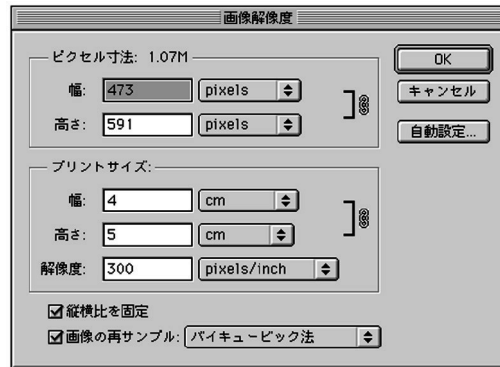 画像解像度
ピクセル寸法: 1.07M
幅: 473 pixels
高さ: 591 pixels
プリントサイズ:
幅: 4 cm
高さ: 5 cm
解像度: 300 pixels/inch
縦横比を固定
画像の再サンプル: バイキュービック法
OK
キャンセル
自動設定...